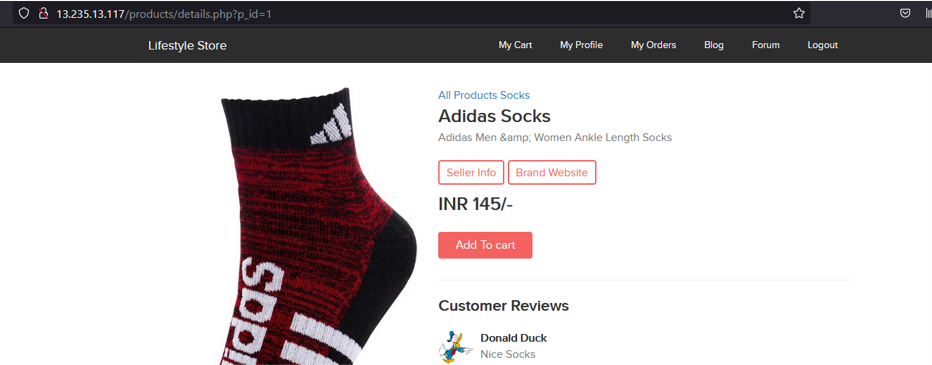 13.235.13.117/products/details.php?p_id=1
Lifestyle Store
My Cart
My Profile
My Orders
Blog
Forum
Logout
All Products Socks
Adidas Socks
Adidas Men &amp; Women Ankle Length Socks
Seller Info
Brand Website
INR 145/-
Add To cart
Customer Reviews
Donald Duck
Nice Socks
adidas